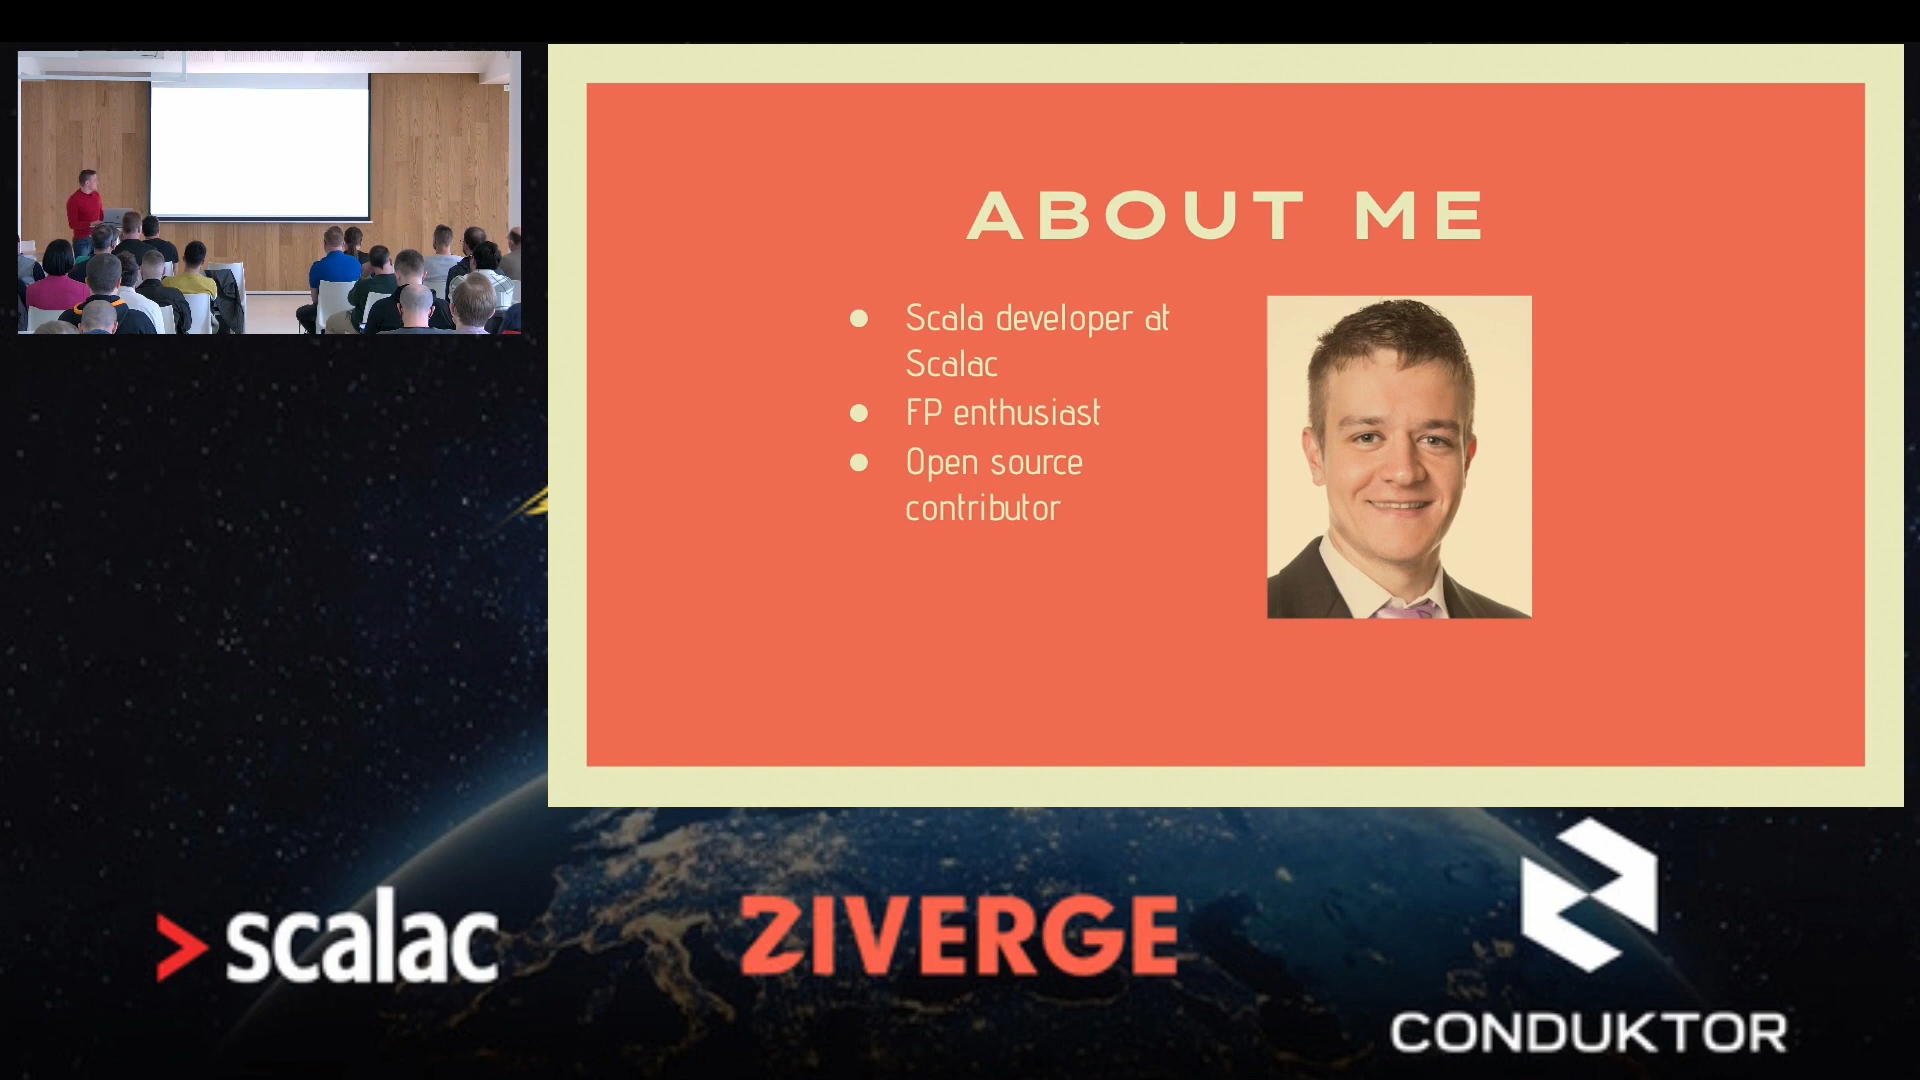 ABOUT ME
● Scala developer at
Scalac
● FP enthusiast
● Open source
contributor
scalac
ZIVERGE
CONDUKTOR